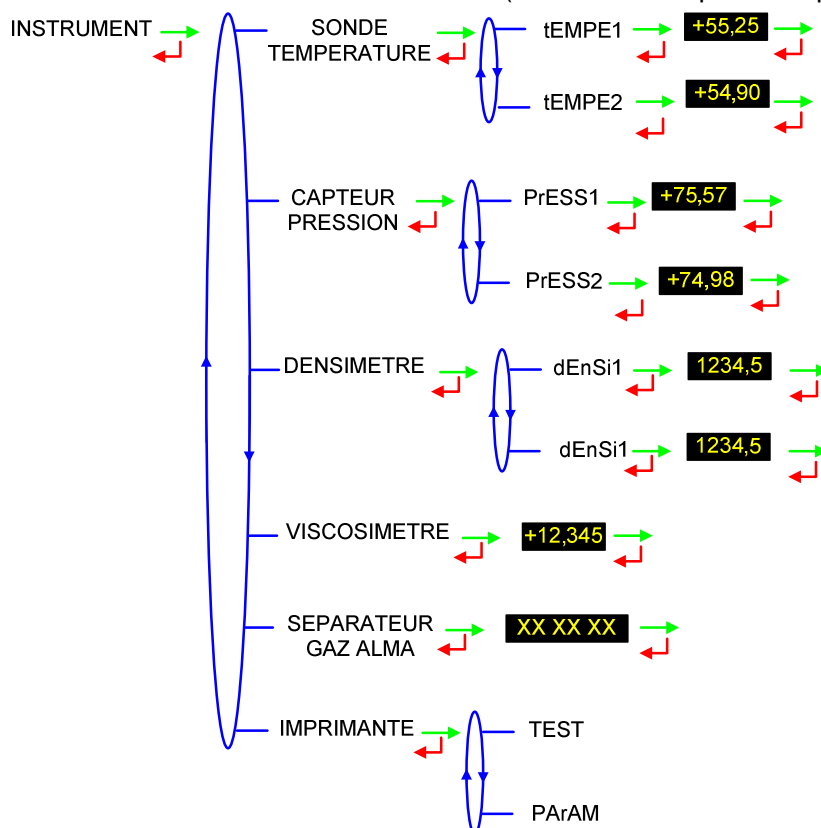 INSTRUMENT
SONDE
TEMPERATURE
tEMPE1
+55,25
tEMPE2
+54,90
CAPTEUR
PRESSION
PrESS1
+75,57
PrESS2
+74,98
DENSIMETRE
dEnSi1
1234,5
dEnSi1
1234,5
VISCOSIMETRE
+12,345
SEPARATEUR
GAZ ALMA
XX XX XX
IMPRIMANTE
TEST
PArAM